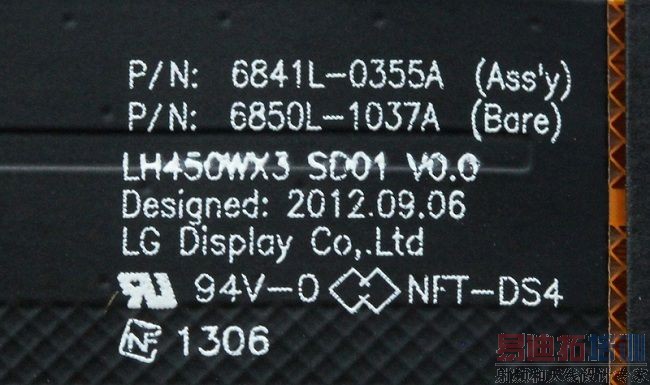 P/N: 6841L-0355A (Ass'y)
P/N: 6850L-1037A (Bare)
LH450WX3 SD01 V0.0
Designed: 2012.09.06
LG Display Co,.Ltd
94V-0 NFT-DS4
NF 1306
易迪拓培训
射频和天线设计专家